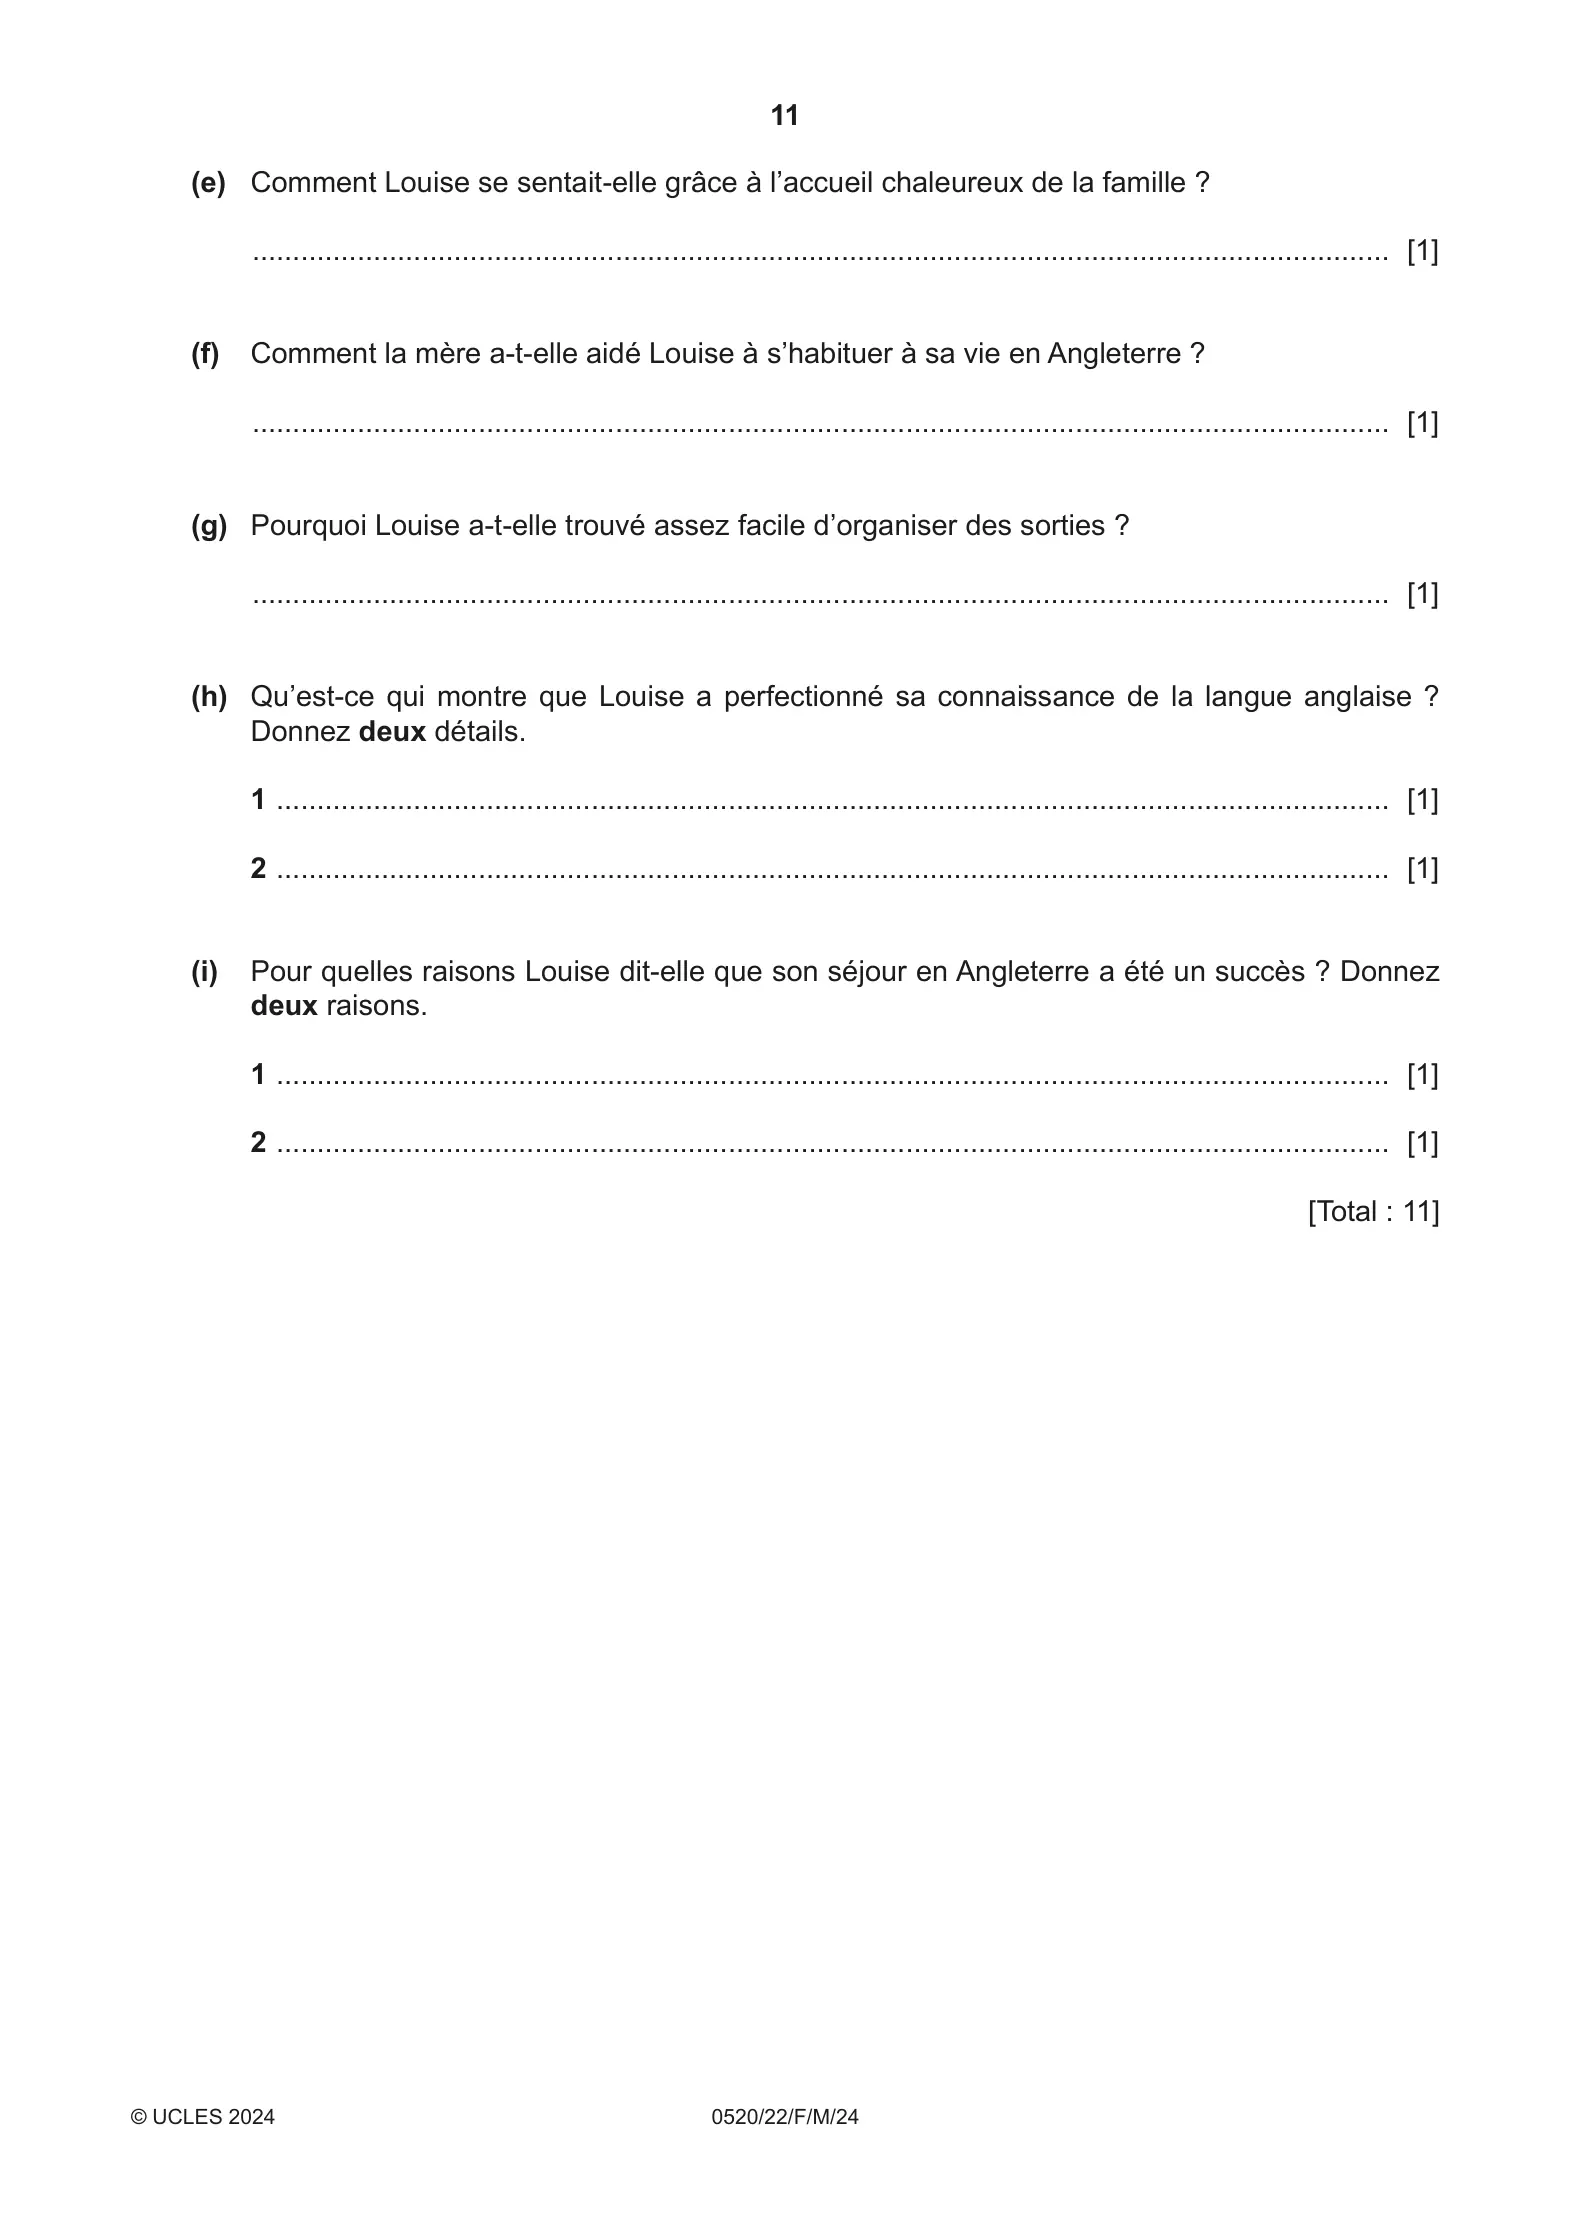 11
(e) Comment Louise se sentait-elle grâce à l’accueil chaleureux de la famille ?
.......................................................................................................................................... [1]
(f) Comment la mère a-t-elle aidé Louise à s’habituer à sa vie en Angleterre ?
.......................................................................................................................................... [1]
(g) Pourquoi Louise a-t-elle trouvé assez facile d’organiser des sorties ?
.......................................................................................................................................... [1]
(h) Qu’est-ce qui montre que Louise a perfectionné sa connaissance de la langue anglaise ?
Donnez deux détails.
1 ....................................................................................................................................... [1]
2 ....................................................................................................................................... [1]
(i) Pour quelles raisons Louise dit-elle que son séjour en Angleterre a été un succès ? Donnez
deux raisons.
1 ....................................................................................................................................... [1]
2 ....................................................................................................................................... [1]
[Total : 11]
© UCLES 2024 0520/22/F/M/24